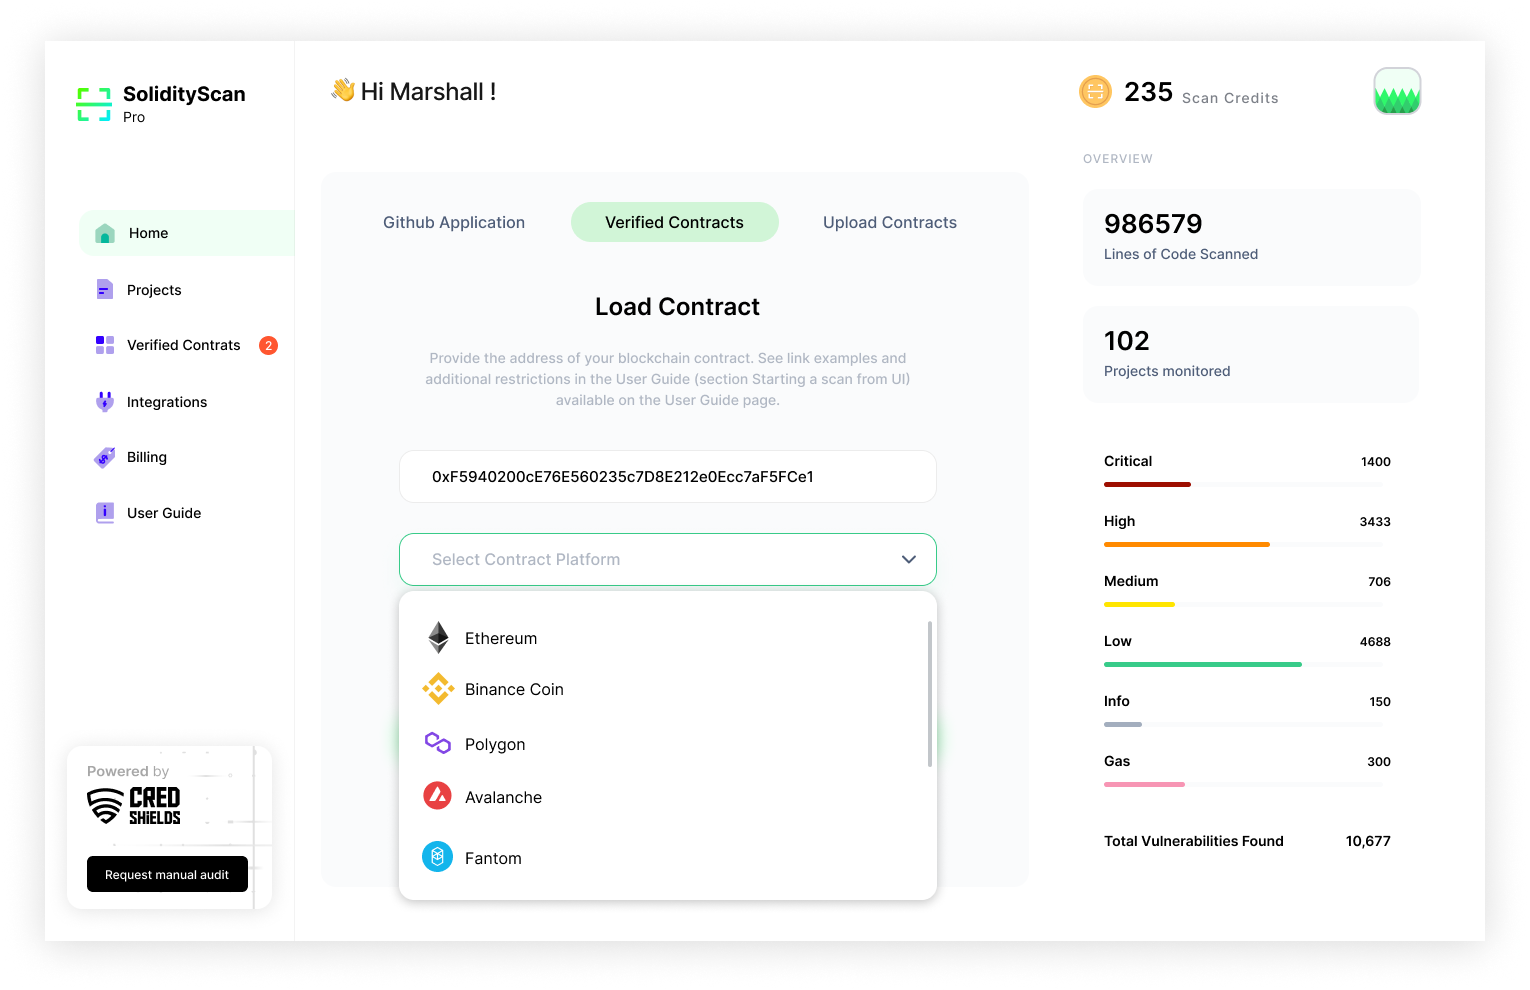 SolidityScan
Pro
Home
Projects
Verified Contrats
2
Integrations
Billing
User Guide
Powered by
CRED
SHiELDS
Request manual audit
Hi Marshall !
Github Application
Verified Contracts
Upload Contracts
Load Contract
Provide the address of your blockchain contract. See link examples and
additional restrictions in the User Guide (section Starting a scan from UI)
available on the User Guide page.
0xF5940200cE76E560235c7D8E212e0Ecc7aF5FCe1
Select Contract Platform
Ethereum
Binance Coin
Polygon
Avalanche
Fantom
235 Scan Credits
OVERVIEW
986579
Lines of Code Scanned
102
Projects monitored
Critical 1400
High 3433
Medium 706
Low 4688
Info 150
Gas 300
Total Vulnerabilities Found 10,677